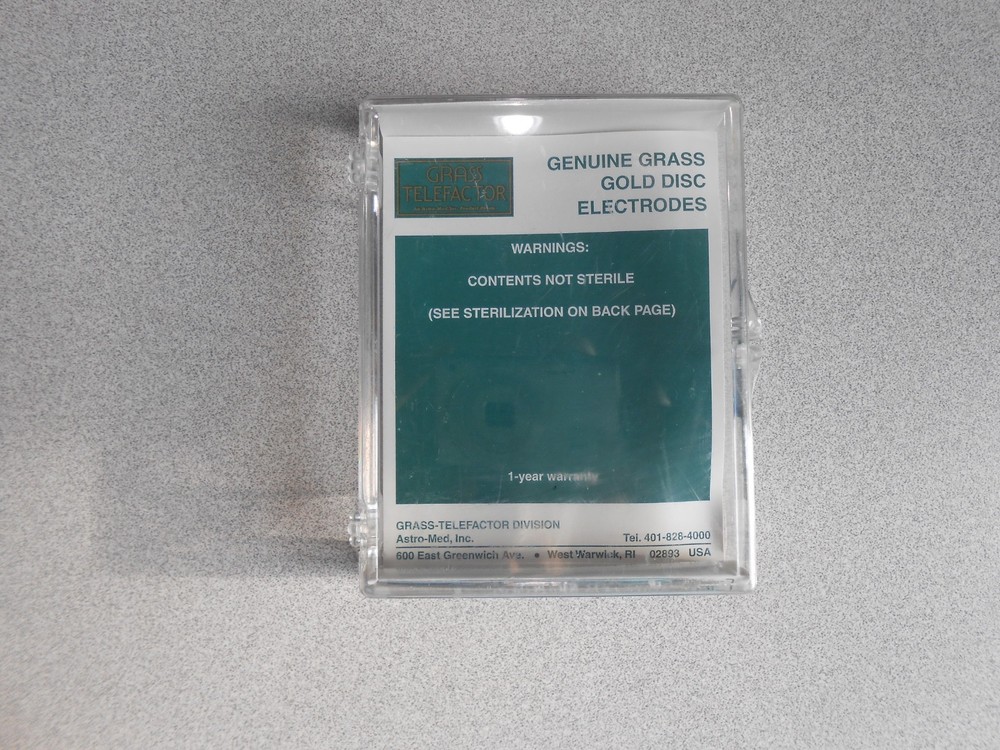 GRASS
TELEFACTOR
GENUINE GRASS
GOLD DISC
ELECTRODES
WARNINGS:
CONTENTS NOT STERILE
(SEE STERILIZATION ON BACK PAGE)
1-year warranty
GRASS-TELEFACTOR DIVISION
Astro-Med, Inc. Tel. 401-828-4000
600 East Greenwich Ave. • West Warwick, RI 02893 USA